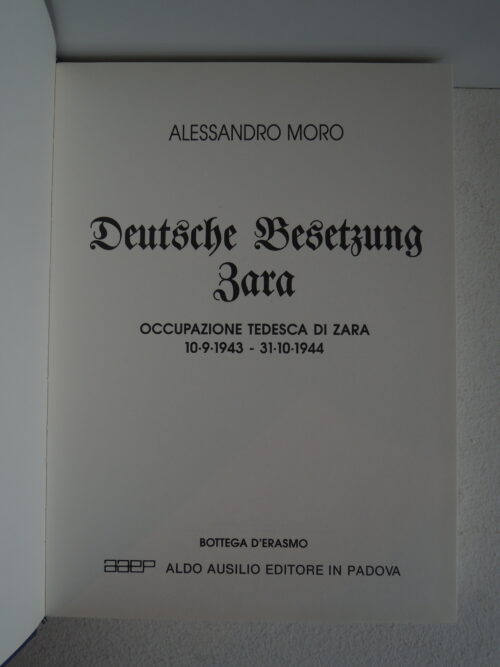 ALESSANDRO MORO
Deutsche Besetzung
Zara
OCCUPAZIONE TEDESCA DI ZARA
10·9·1943 - 31·10·1944
BOTTEGA D'ERASMO
aaep ALDO AUSILIO EDITORE IN PADOVA